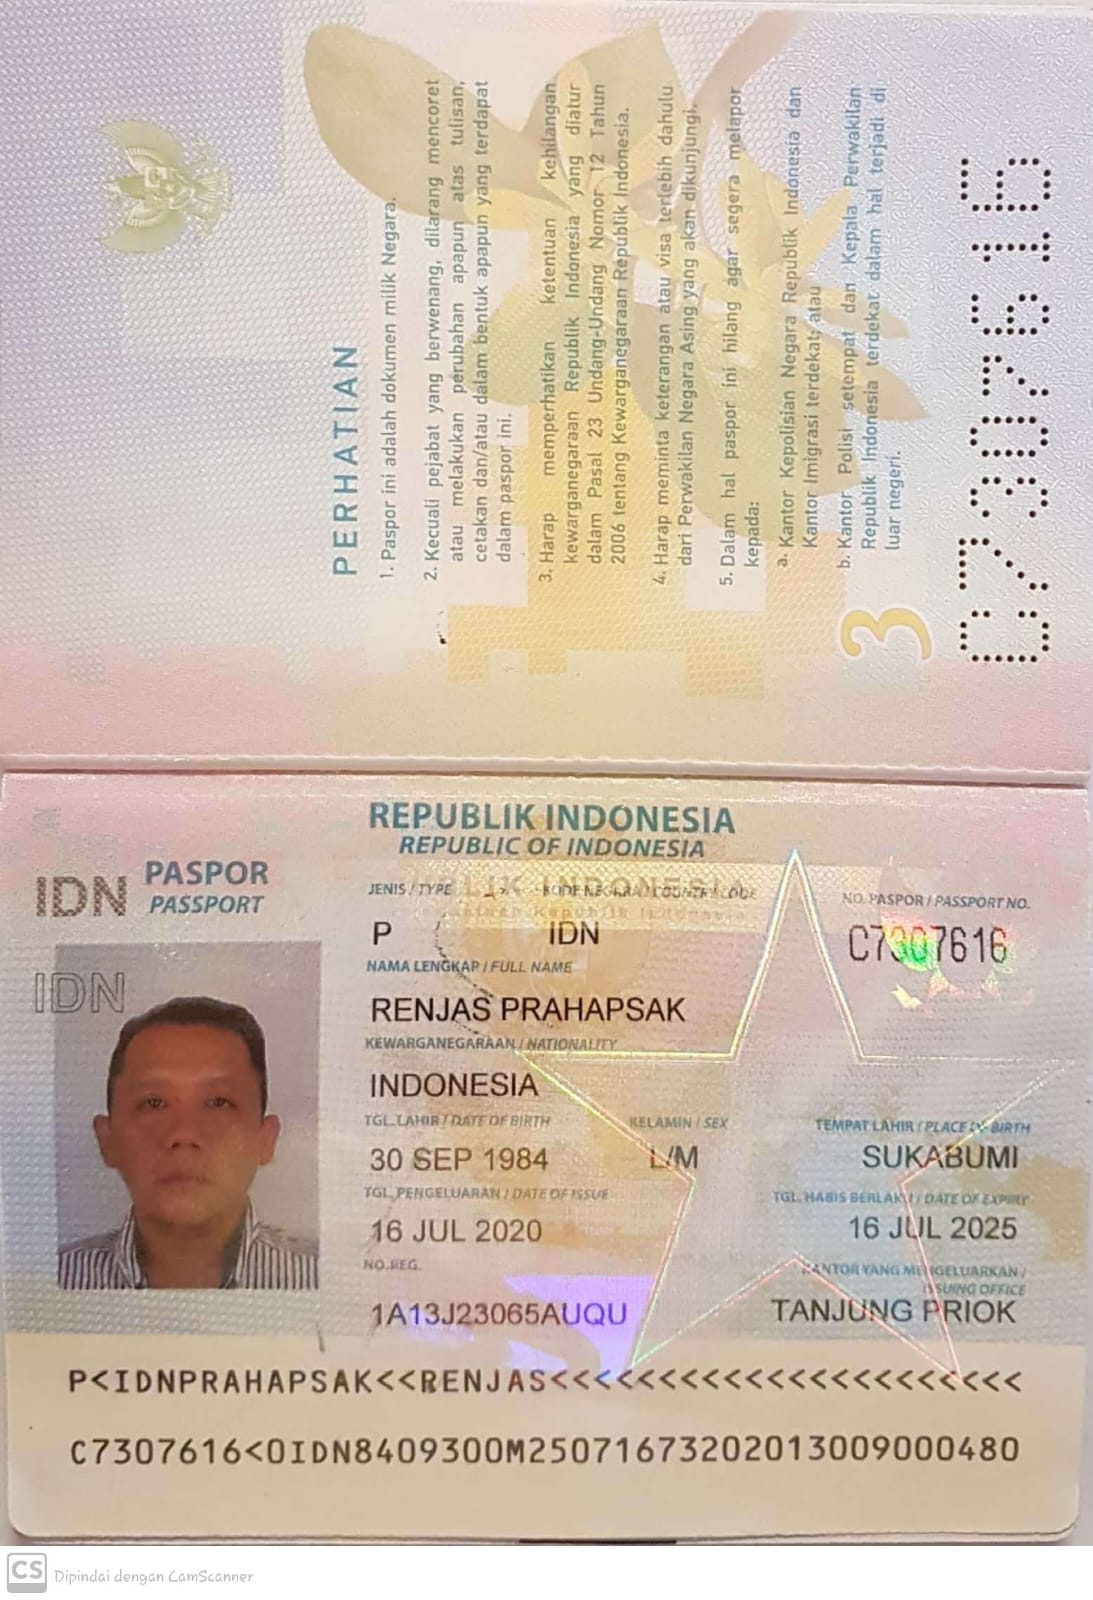 PERHATIAN
1. Paspor ini adalah dokumen milik Negara.
2. Kecuali pejabat yang berwenang, dilarang mencoret
atau melakukan perubahan apapun atas tulisan,
cetakan dan/atau dalam bentuk apapun yang terdapat
dalam paspor ini.
3. Harap memperhatikan ketentuan kehilangan
kewarganegaraan Republik Indonesia yang diatur
dalam Pasal 23 Undang-Undang Nomor 12 Tahun
2006 tentang Kewarganegaraan Republik Indonesia.
4. Harap meminta keterangan atau visa terlebih dahulu
dari Perwakilan Negara Asing yang akan dikunjungi.
5. Dalam hal paspor ini hilang agar segera melapor
kepada:
a. Kantor Kepolisian Negara Republik Indonesia dan
Kantor Imigrasi terdekat; atau
b. Kantor Polisi setempat dan Kepala Perwakilan
Republik Indonesia terdekat dalam hal terjadi di
luar negeri.
3
C7307616
REPUBLIK INDONESIA
REPUBLIC OF INDONESIA
IDN
PASPOR
PASSPORT
JENIS / TYPE
KODE NEGARA / COUNTRY CODE
NO. PASPOR / PASSPORT NO.
P
IDN
C7307616
IDN
NAMA LENGKAP / FULL NAME
RENJAS PRAHAPSAK
KEWARGANEGARAAN / NATIONALITY
INDONESIA
TGL. LAHIR / DATE OF BIRTH
KELAMIN / SEX
TEMPAT LAHIR / PLACE OF BIRTH
30 SEP 1984
L/M
SUKABUMI
TGL. PENGELUARAN / DATE OF ISSUE
TGL. HABIS BERLAKU / DATE OF EXPIRY
16 JUL 2020
16 JUL 2025
NO. REG.
KANTOR YANG MENGELUARKAN /
ISSUING OFFICE
1A13J23065AUQU
TANJUNG PRIOK
P<IDNPRAHAPSAK<<RENJAS<<<<<<<<<<<<<<<<<<<<<<
C7307616<0IDN8409300M2507167320201300900048​0
CS Dipindai dengan CamScanner